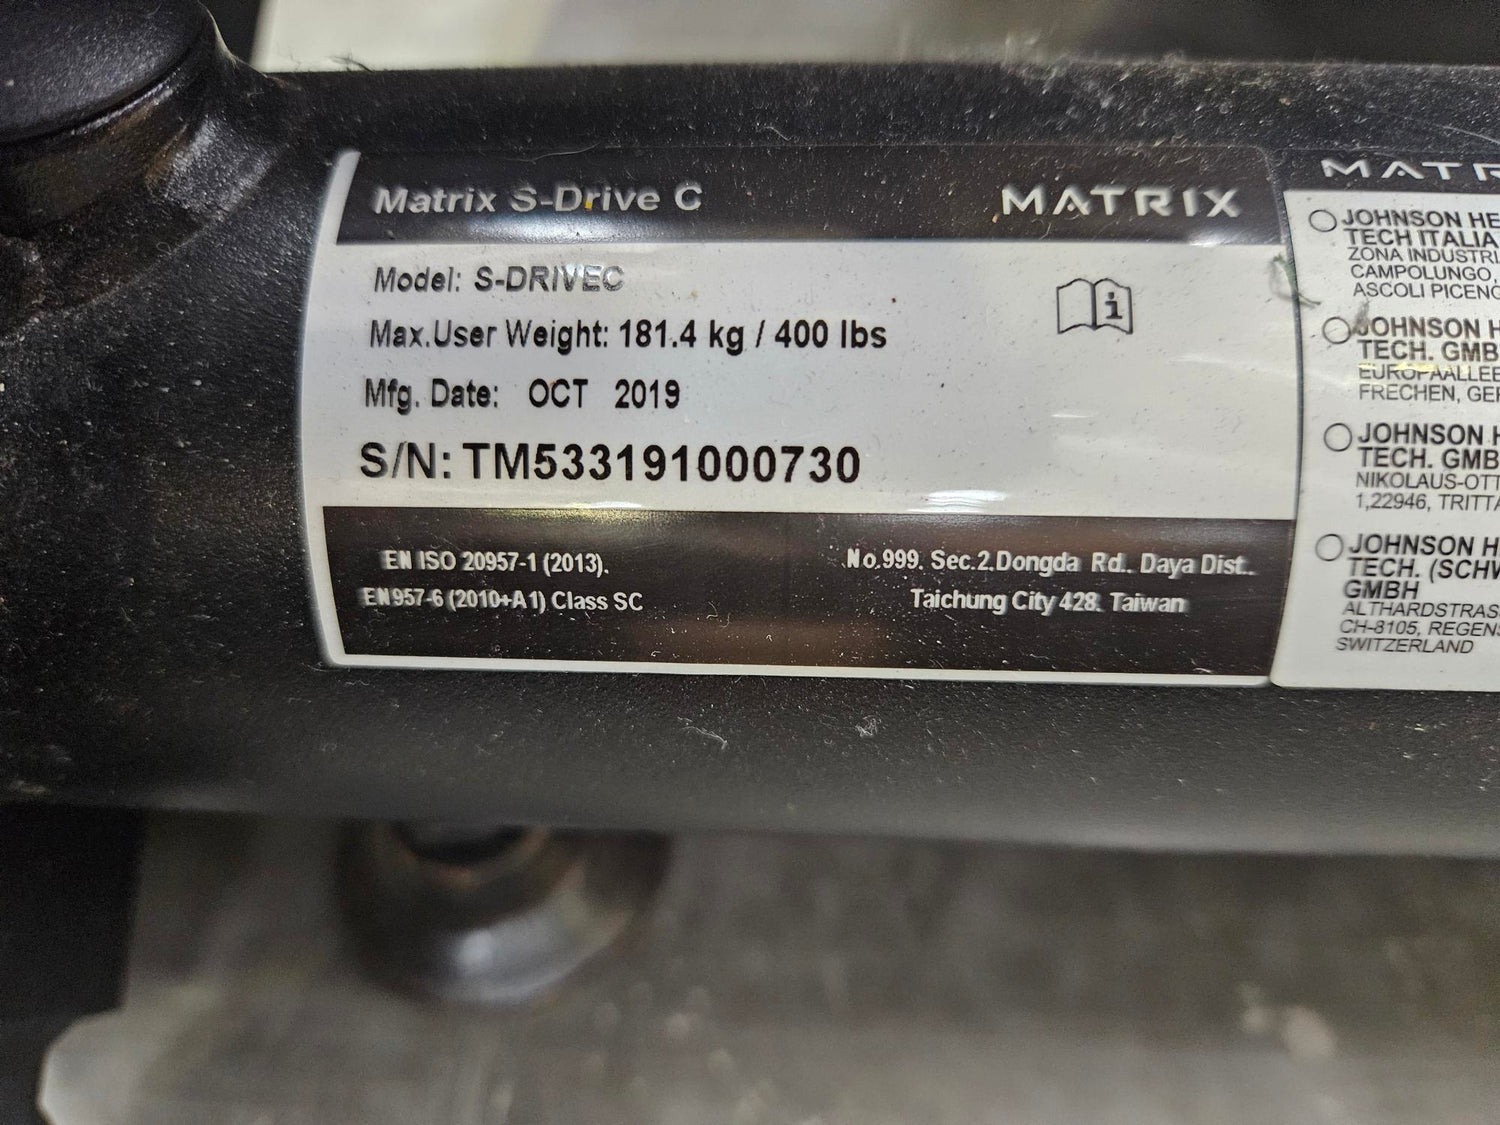 Matrix S-Drive C
MATRIX
Model: S-DRIVEC
Max.User Weight: 181.4 kg / 400 lbs
Mfg. Date: OCT 2019
S/N: TM533191000730
EN ISO 20957-1 (2013).
EN957-6 (2010+A1) Class SC
No.999. Sec.2.Dongda Rd.. Daya Dist..
Taichung City 428. Taiwan
MATR
JOHNSON HE
TECH ITALIA
ZONA INDUSTRI
CAMPOLUNGO,
ASCOLI PICENO
JOHNSON H
TECH. GMB
EUROPAALLEE
FRECHEN, GER
JOHNSON H
TECH. GMB
NIKOLAUS-OTT
1,22946, TRITTA
JOHNSON H
TECH. (SCHW
GMBH
ALTHARDSTRAS
CH-8105, REGENS
SWITZERLAND